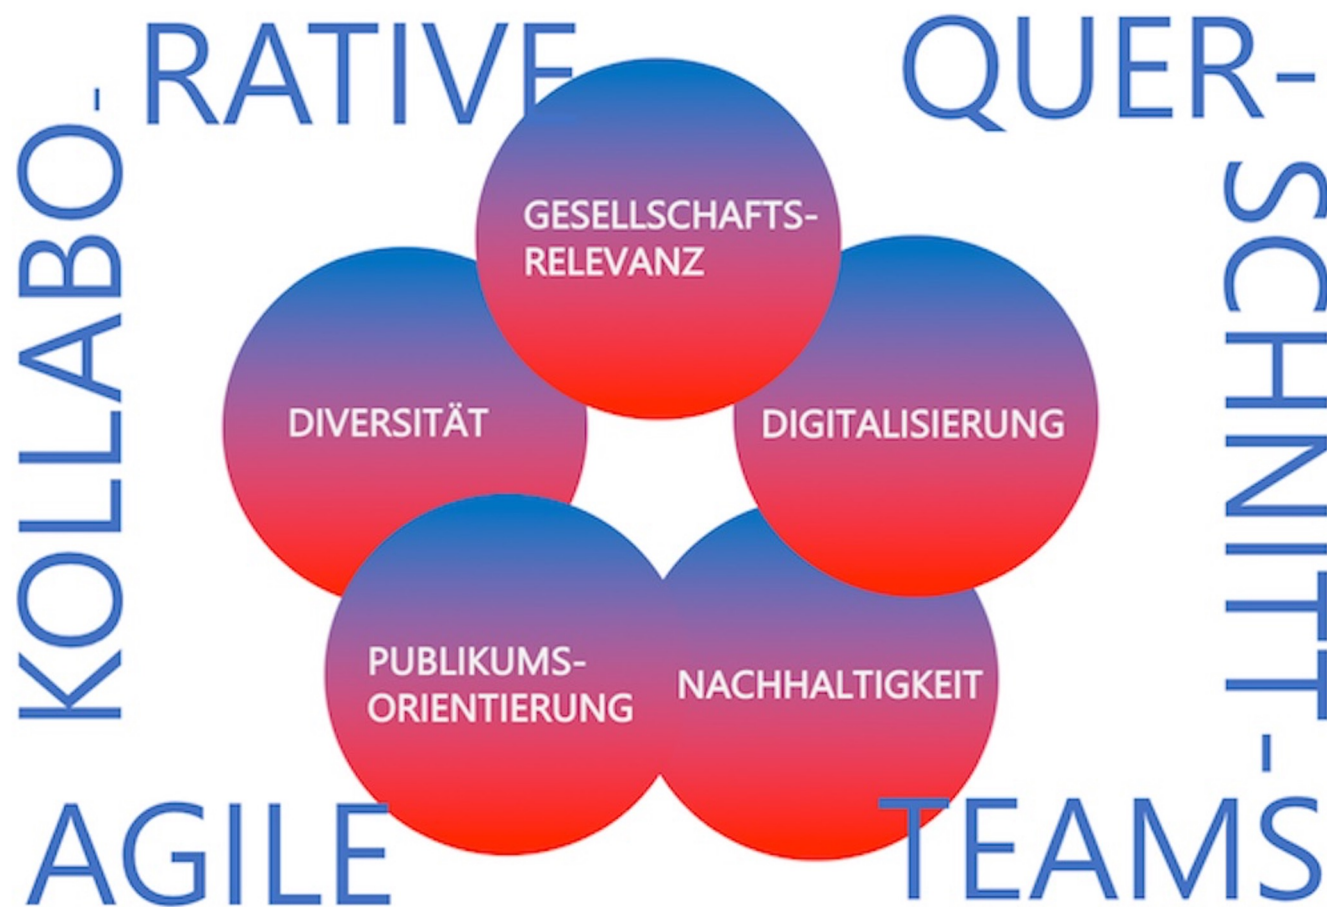 AGILE
KOLLABO-
RATIVE
QUER-
SCHNITT-
TEAMS
GESELLSCHAFTS-
RELEVANZ
DIVERSITÄT
DIGITALISIERUNG
PUBLIKUMS-
ORIENTIERUNG
NACHHALTIGKEIT